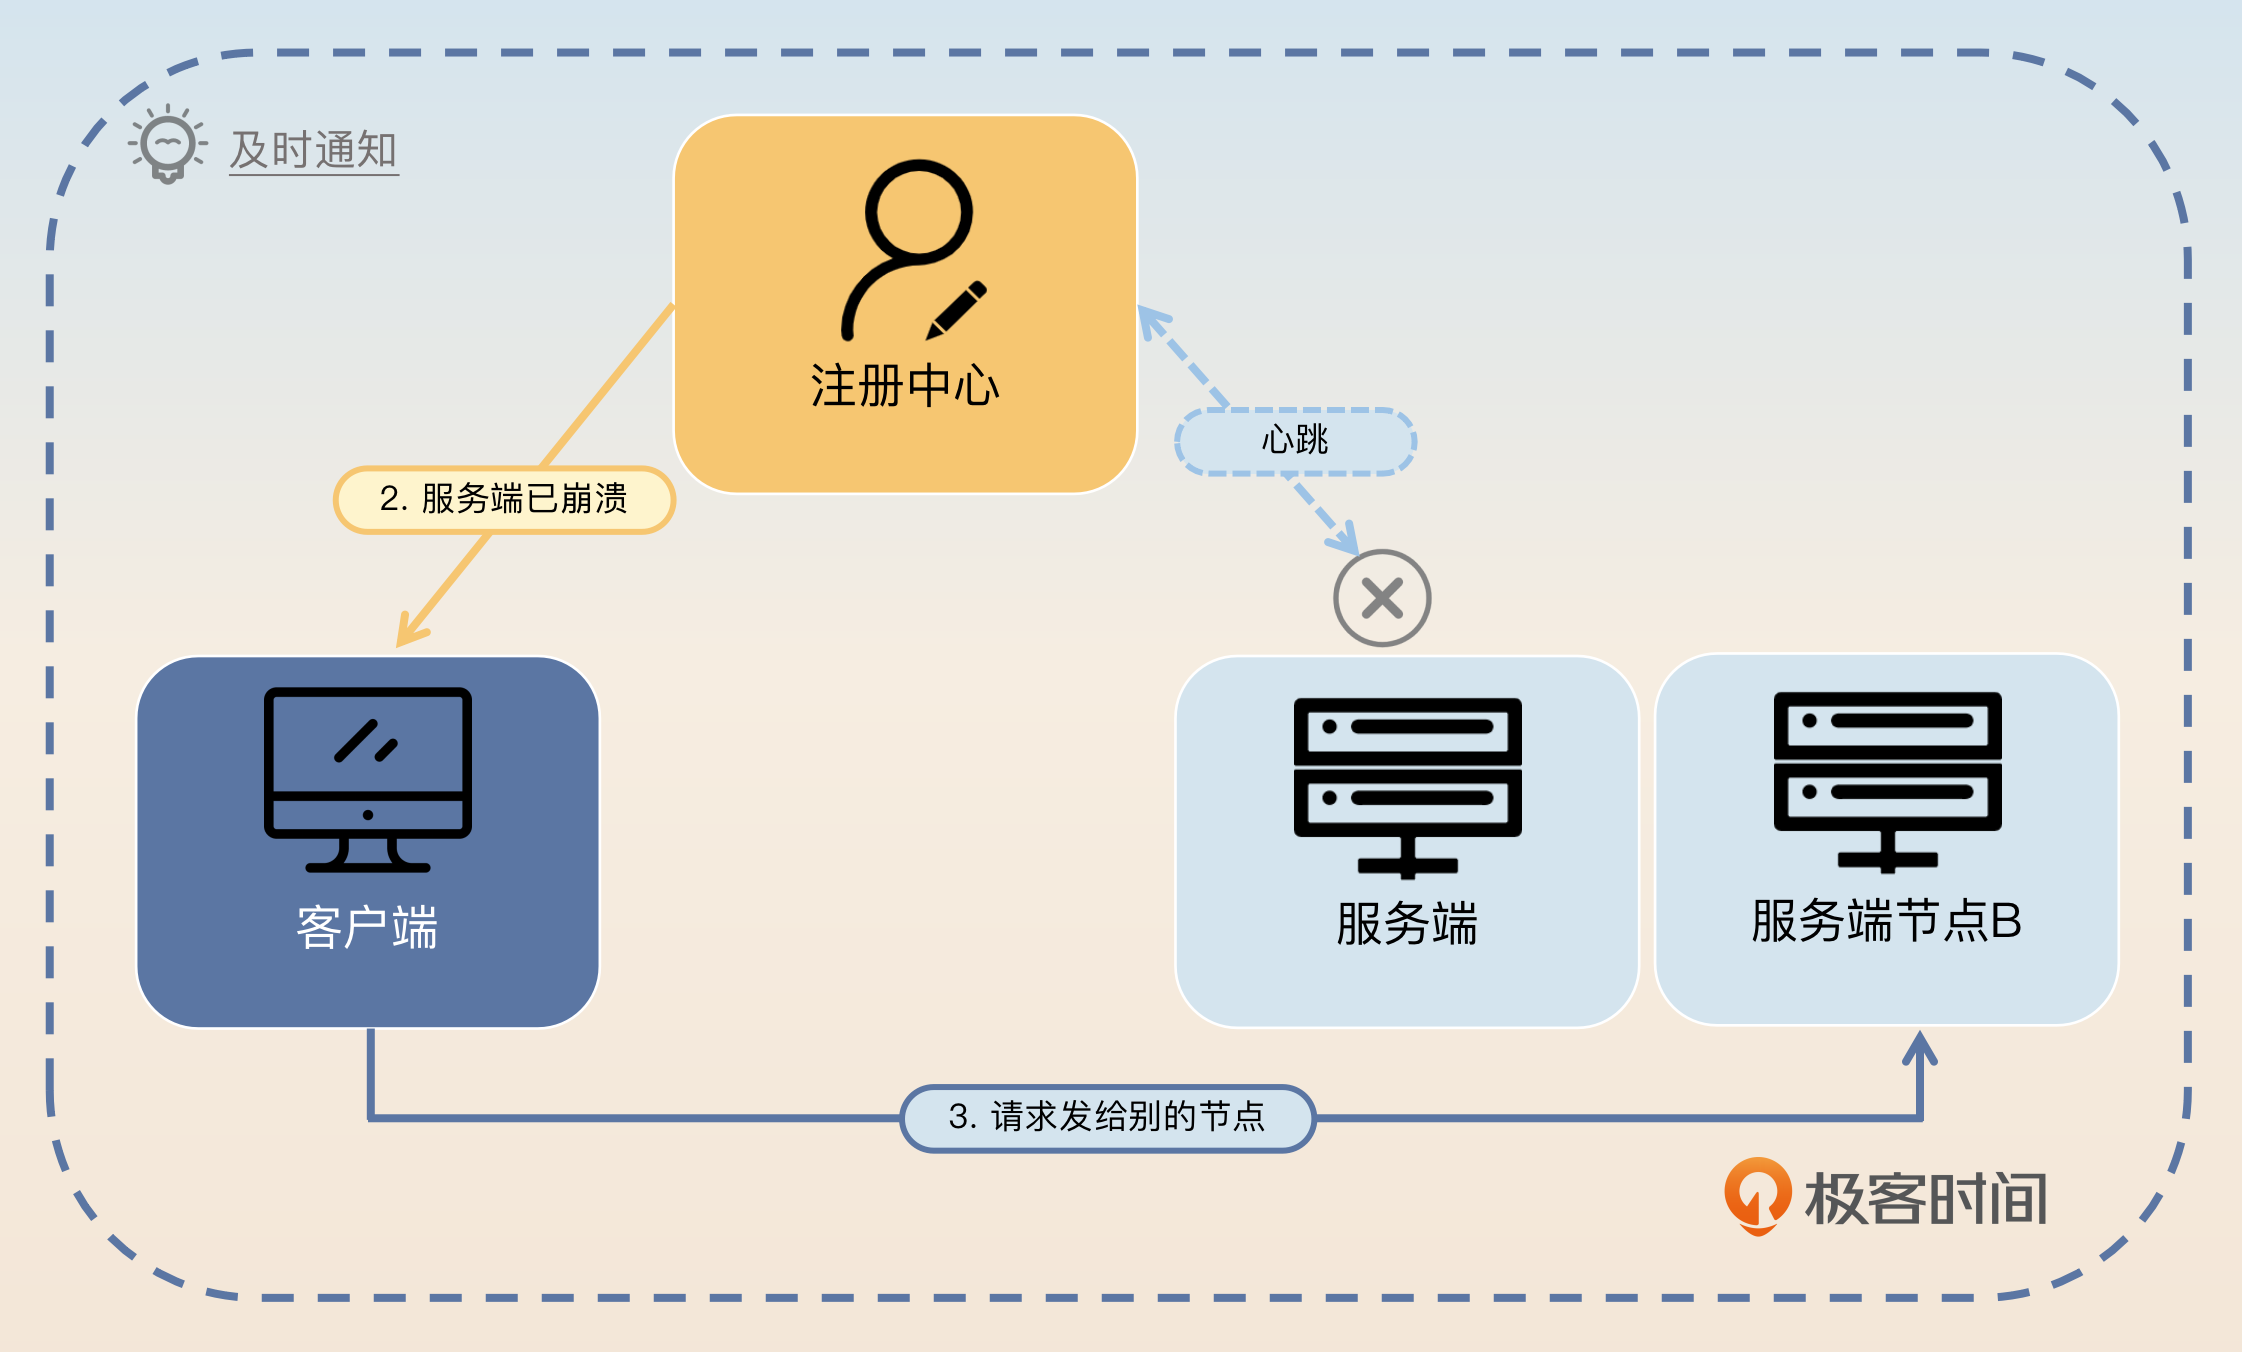 及时通知
注册中心
心跳
2. 服务端已崩溃
客户端
服务端
服务端节点B
3. 请求发给别的节点
极客时间